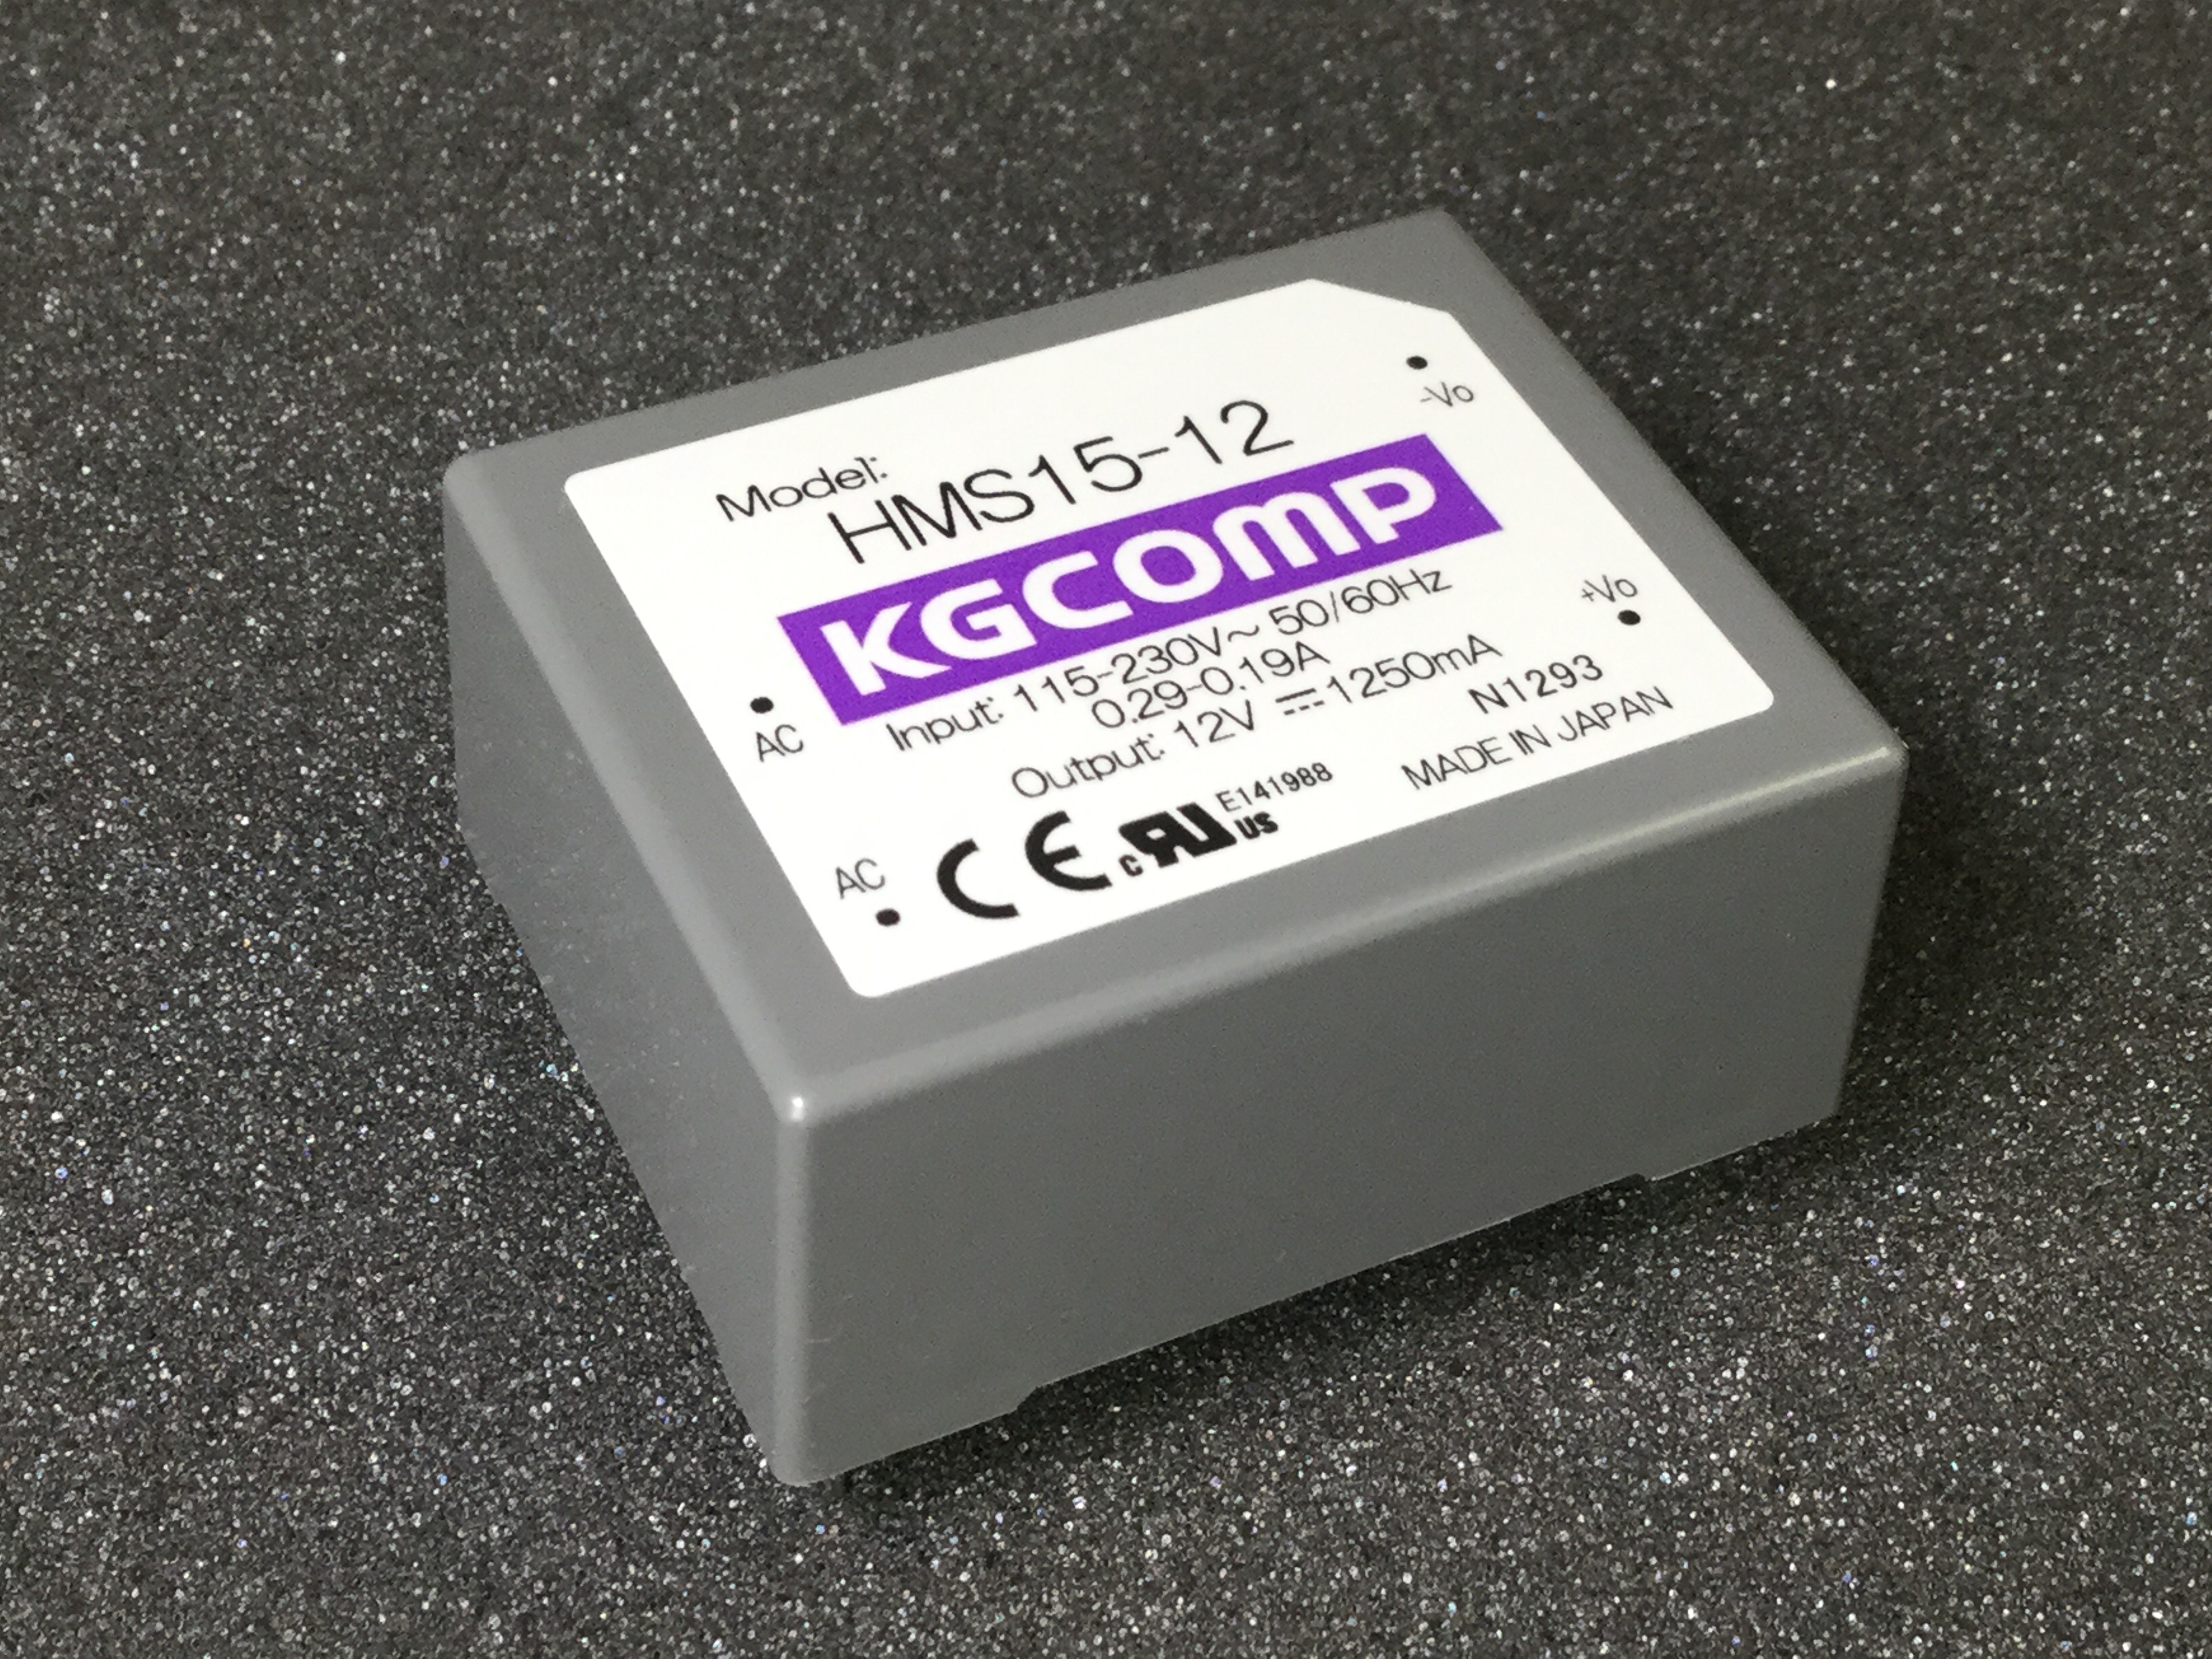 Model:
HMS15-12
-Vo
KGCOMP
+Vo
AC
Input: 115-230V~ 50/60Hz
0.29-0.19A
Output: 12V ⎓ 1250mA
N1293
MADE IN JAPAN
AC
CE c RU US E141988